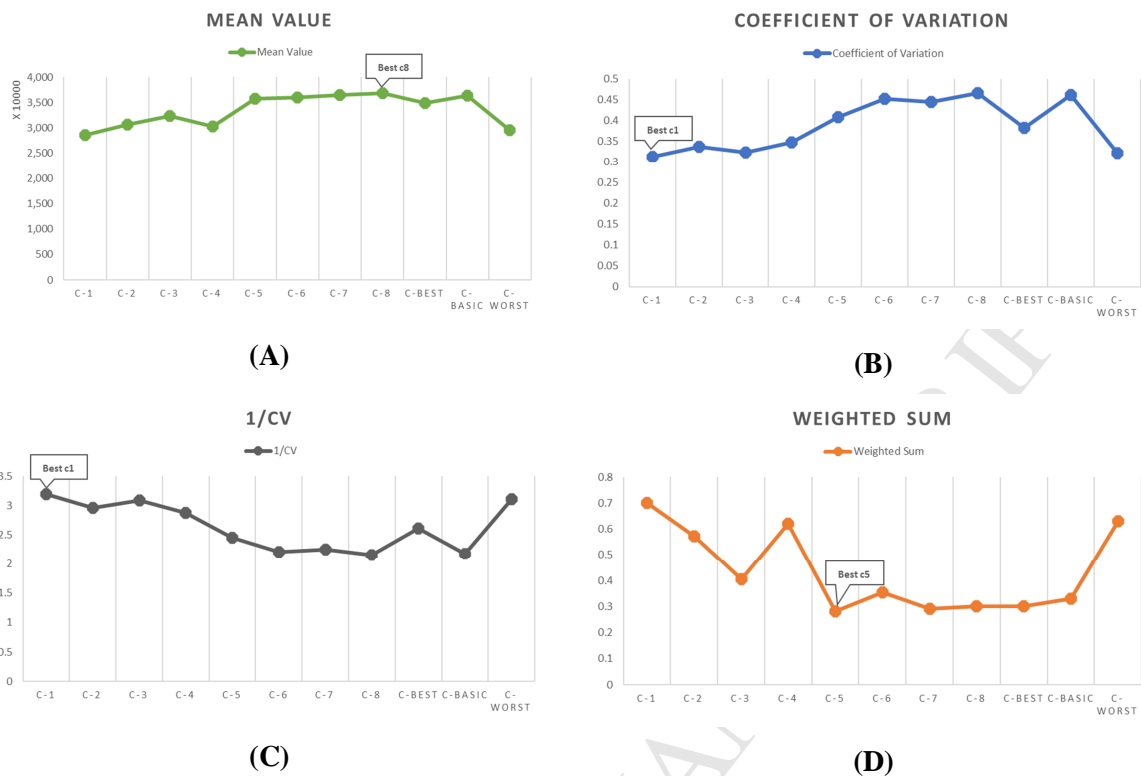 MEAN VALUE
Mean Value
Best c8
X 10000
4,000
3,500
3,000
2,500
2,000
1,500
1,000
500
0
C-1 C-2 C-3 C-4 C-5 C-6 C-7 C-8 C-BEST C-BASIC C-WORST
(A)
COEFFICIENT OF VARIATION
Coefficient of Variation
Best c1
0.5
0.45
0.4
0.35
0.3
0.25
0.2
0.15
0.1
0.05
0
C-1 C-2 C-3 C-4 C-5 C-6 C-7 C-8 C-BEST C-BASIC C-WORST
(B)
1/CV
1/CV
Best c1
3.5
3
2.5
2
1.5
1
0.5
0
C-1 C-2 C-3 C-4 C-5 C-6 C-7 C-8 C-BEST C-BASIC C-WORST
(C)
WEIGHTED SUM
Weighted Sum
Best c5
0.8
0.7
0.6
0.5
0.4
0.3
0.2
0.1
0
C-1 C-2 C-3 C-4 C-5 C-6 C-7 C-8 C-BEST C-BASIC C-WORST
(D)